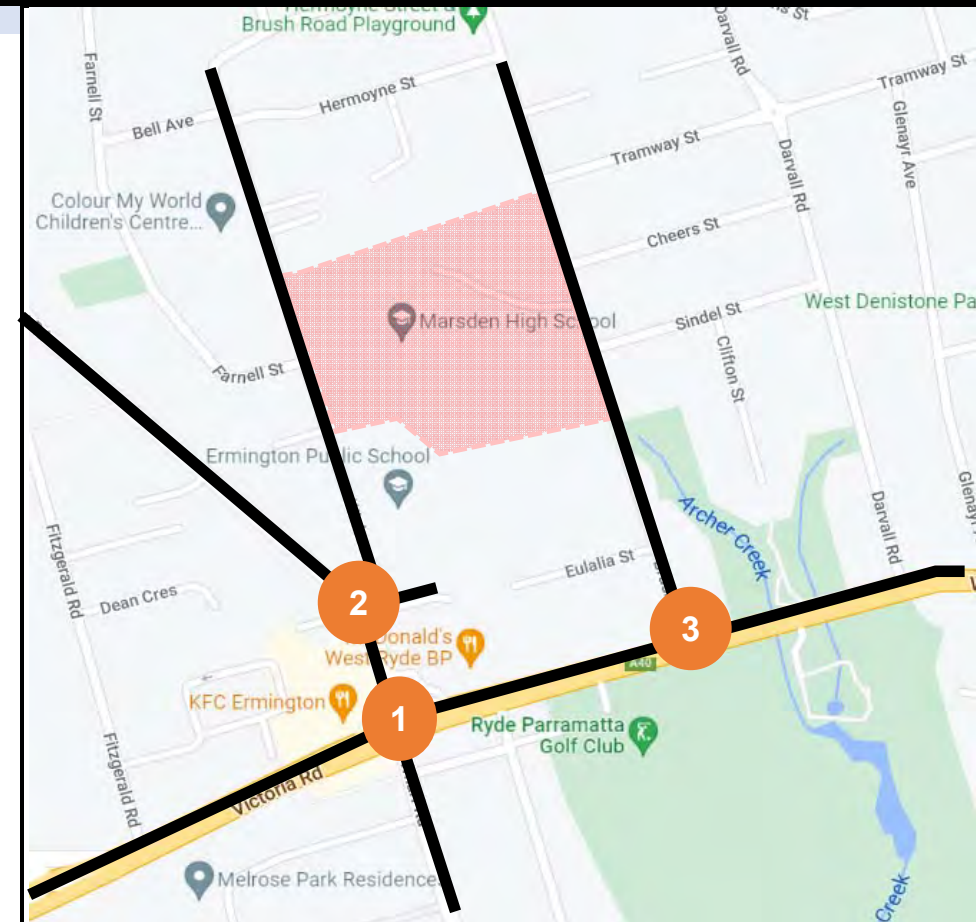 Brush Road Playground
Darvall Rd
Tramway St
Farnell St
Hermoyne St
Bell Ave
Glenayr Ave
Tramway St
Darvall Rd
Colour My World
Children's Centre...
Cheers St
West Denistone Pa
Marsden High School
Sindel St
Clifton St
Farnell St
Ermington Public School
Archer Creek
Darvall Rd
Glenay
Fitzgerald Rd
Eulalia St
Dean Cres
2
3
onald's
West Ryde BP
A40
KFC Ermington
1
Ryde Parramatta
Golf Club
Fitzgerald Rd
Victoria Rd
Melrose Park Residence
Creek